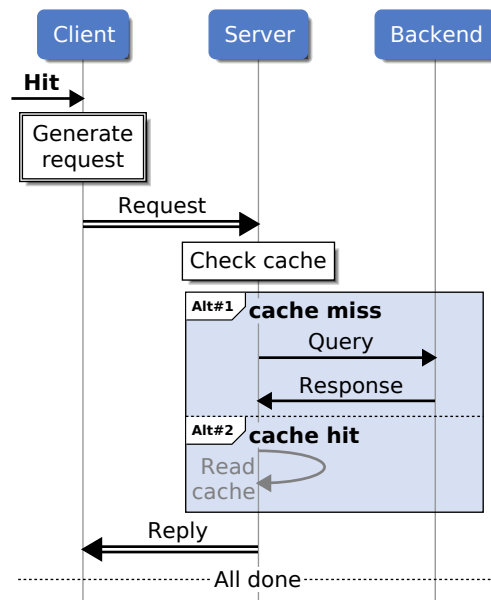 Client
Server
Backend
Hit
Generate
request
Request
Check cache
Alt#1
cache miss
Query
Response
Alt#2
cache hit
Read
cache
Reply
All done